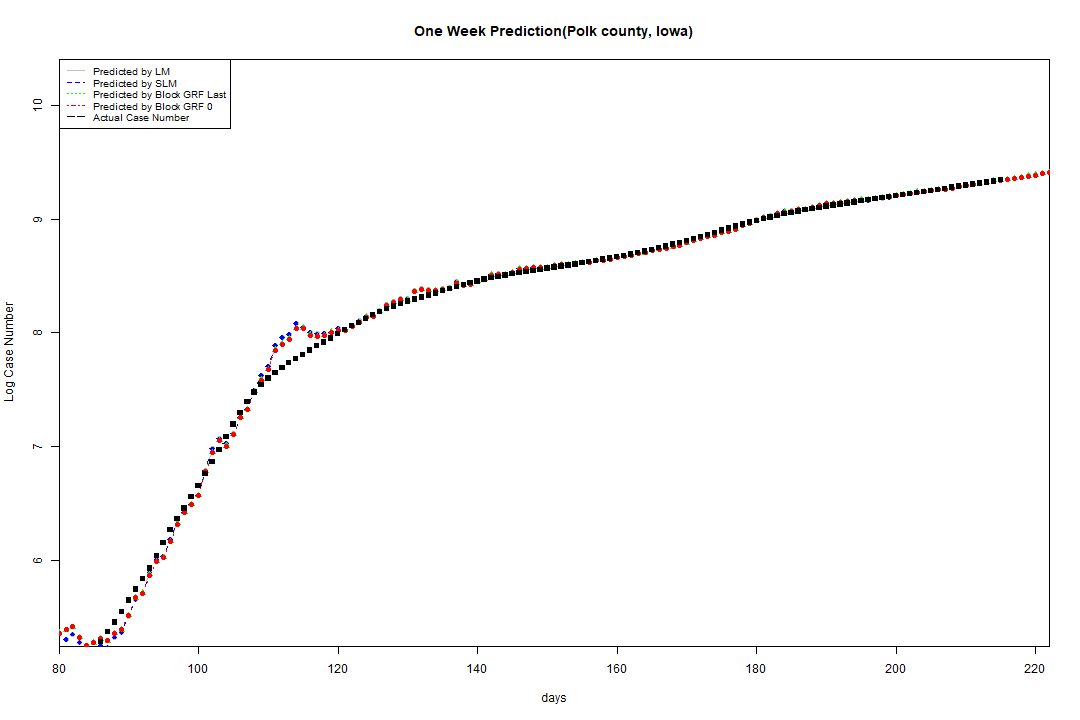 One Week Prediction(Polk county, Iowa)
Predicted by LM
Predicted by SLM
Predicted by Block GRF Last
Predicted by Block GRF 0
Actual Case Number
10
9
8
7
6
Log Case Number
80 100 120 140 160 180 200 220
days